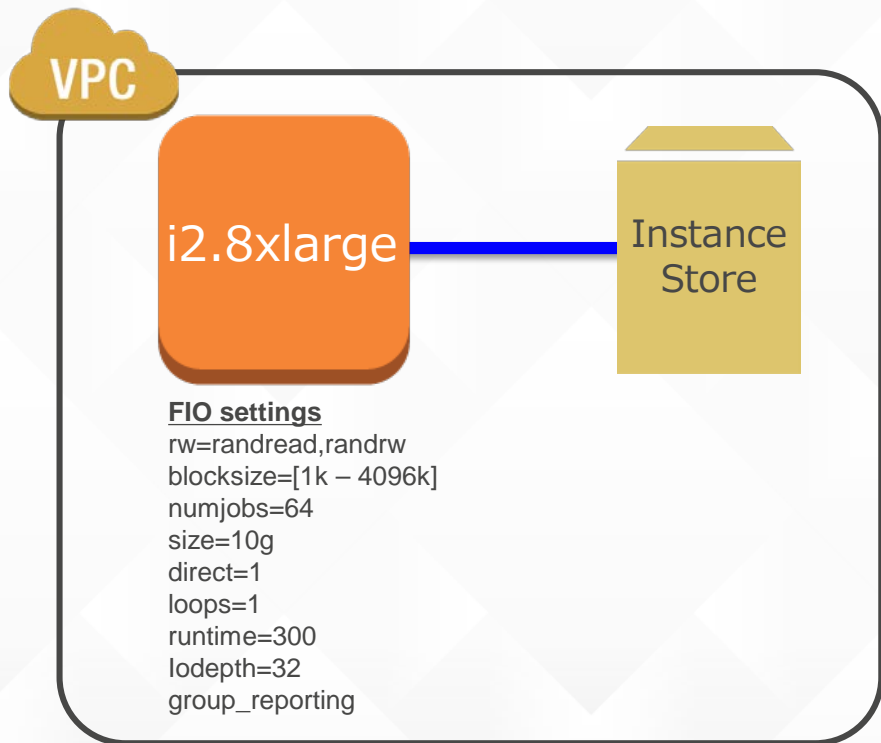 VPC
i2.8xlarge
Instance
Store
FIO settings
rw=randread,randrw
blocksize=[1k – 4096k]
numjobs=64
size=10g
direct=1
loops=1
runtime=300
Iodepth=32
group_reporting